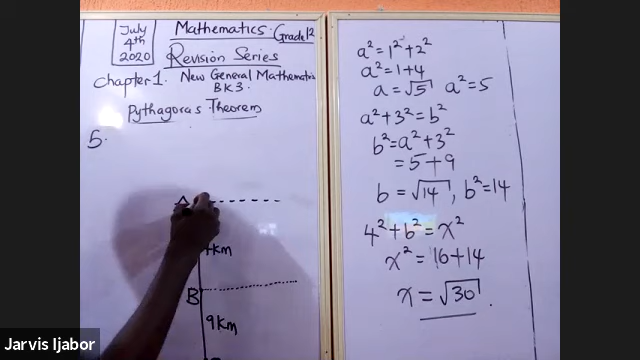 July 4th 2020
Mathematics. Grade 12
Revision Series
Chapter 1. New General Mathematics
BK 3.
Pythagoras Theorem
5.
A
km
B
9km
a² = 1² + 2²
a² = 1 + 4
a = √5 a² = 5
a² + 3² = b²
b² = a² + 3²
= 5 + 9
b = √14, b² = 14
4² + b² = x²
x² = 16 + 14
x = √30.
Jarvis Ijabor